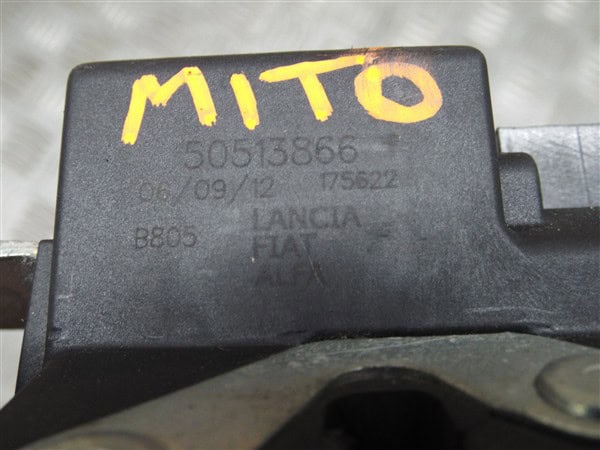 MITO
50513866
06/09/12 175622
B805 LANCIA
FIAT
ALFA